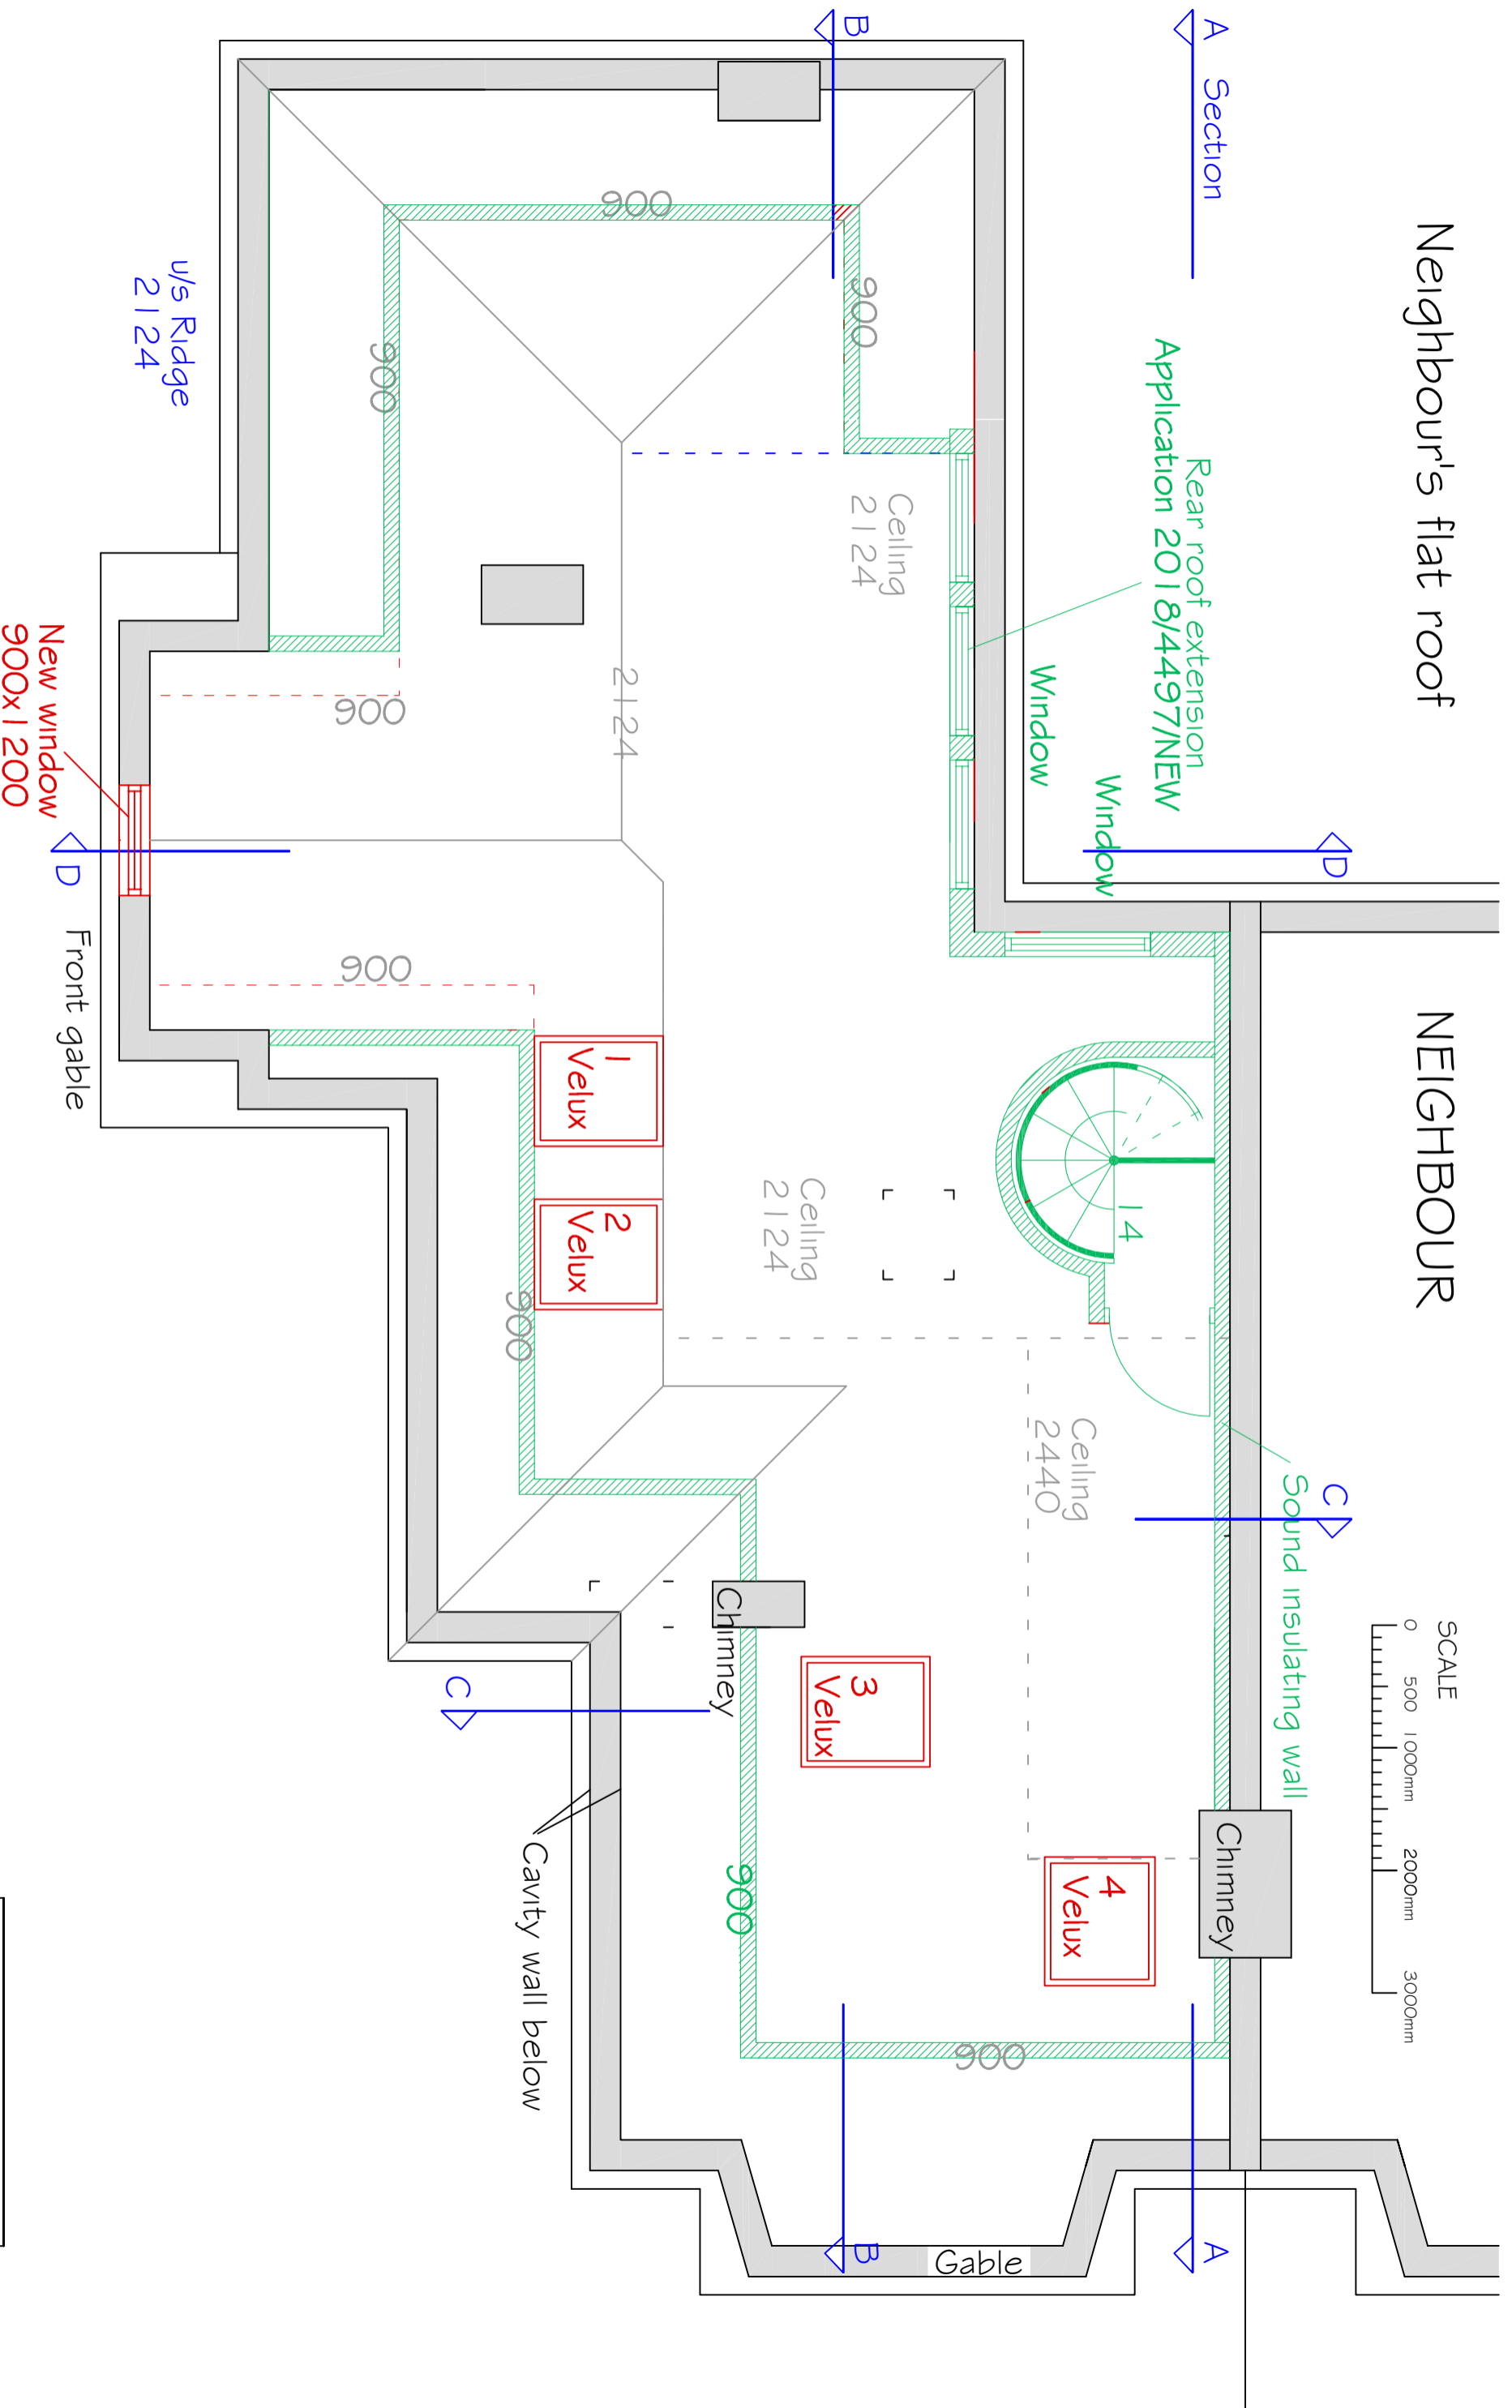 Neighbour's flat roof
NEIGHBOUR
SCALE
0 500 1000mm 2000mm 3000mm
A Section
Rear roof extension
Application 2018/4497/NEW
Window
Window
D
C
Sound insulating wall
Chimney
A
B
900
900
Ceiling
2124
14
Ceiling
2124
Ceiling
2440
4
Velux
3
Velux
900
B
Gable
Chimney
900
2124
1
Velux
2
Velux
900
900
900
900
C
Cavity wall below
u/s Ridge
2124
D
Front gable
New window
900x1200